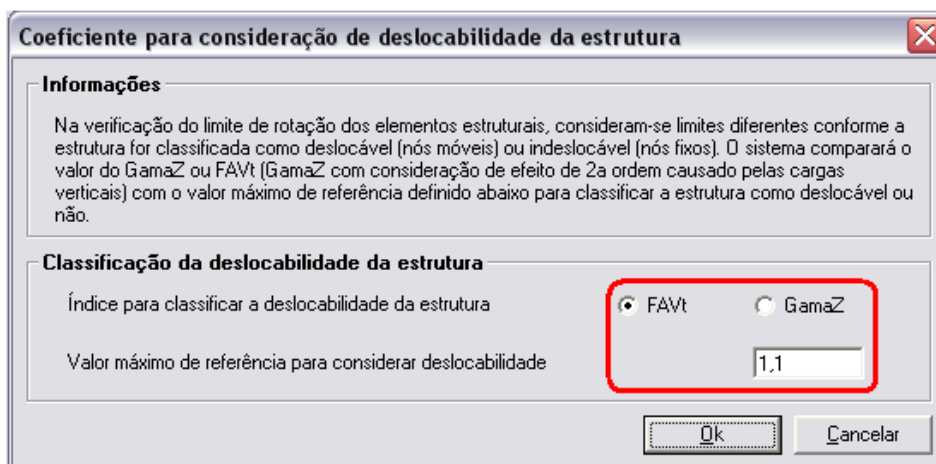 Coeficiente para consideração de deslocabilidade da estrutura
Informações
Na verificação do limite de rotação dos elementos estruturais, consideram-se limites diferentes conforme a
estrutura for classificada como deslocável (nós móveis) ou indeslocável (nós fixos). O sistema comparará o
valor do GamaZ ou FAVt (GamaZ com consideração de efeito de 2a ordem causado pelas cargas
verticais) com o valor máximo de referência definido abaixo para classificar a estrutura como deslocável ou
não.
Classificação da deslocabilidade da estrutura
Índice para classificar a deslocabilidade da estrutura FAVt GamaZ
Valor máximo de referência para considerar deslocabilidade 1,1
Ok Cancelar